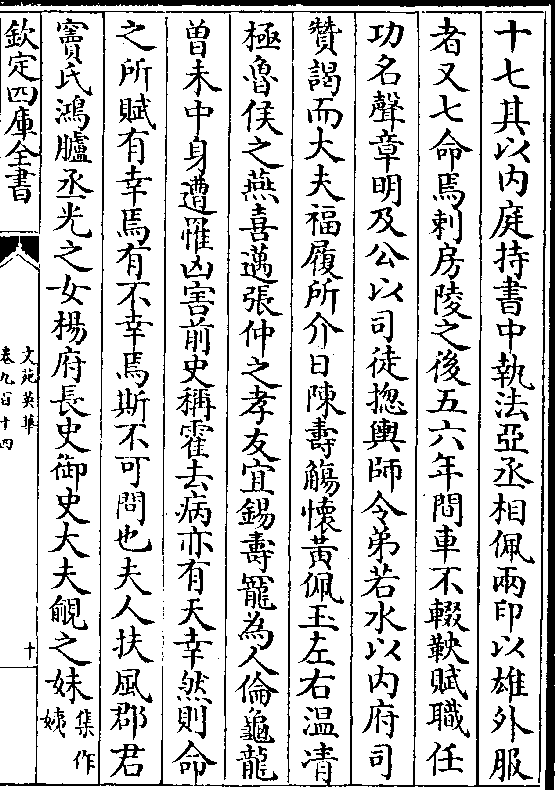 十七其以内庭持書中執法亞丞相佩兩印以雄外服
者又七命焉剌房陵之後五六年間車不輟鞅賦職任
功名聲章明及公以司徒揔輿師令弟若水以内府司
賛謁而大夫福履所介日陳壽觴懷黄佩玉左右温凊
極魯侯之燕喜邁張仲之孝友宜錫壽寵為人倫龜龍
曽未中身遭罹凶害前史稱霍去病亦有天幸然則命
之所賦有幸焉有不幸焉斯不可問也夫人扶風郡君
竇氏鴻臚丞光之女楊府長史御史大夫覦之妹集作姨
欽定四庫全書
文苑英華
卷九百十四
十